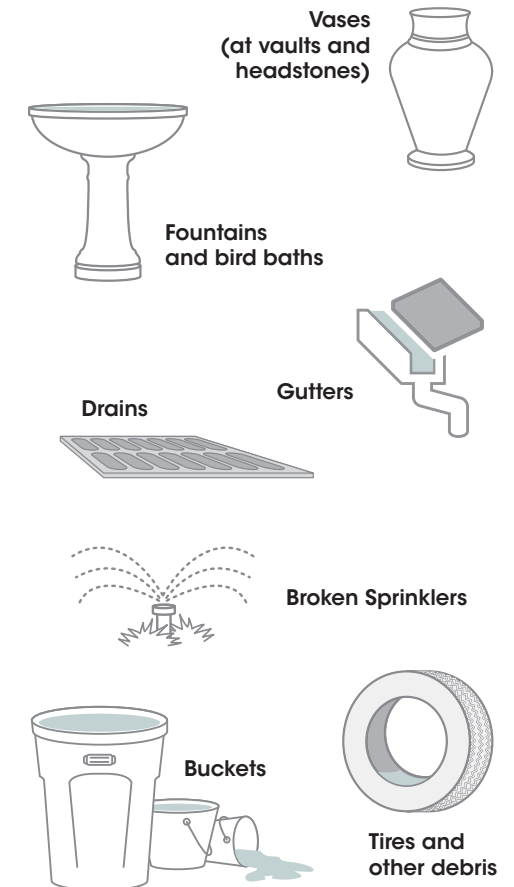 Vases
(at vaults and
headstones)
Fountains
and bird baths
Gutters
Drains
Broken Sprinklers
Buckets
Tires and
other debris